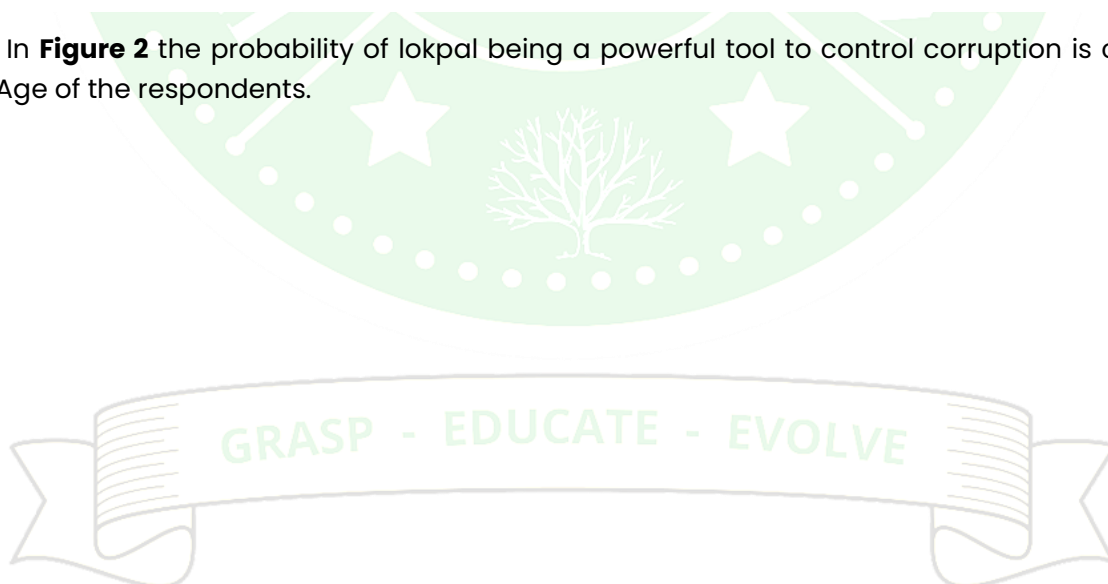 In Figure 2 the probability of lokpal being a powerful tool to control corruption is
Age of the respondents.
GRASP - EDUCATE - EVOLVE